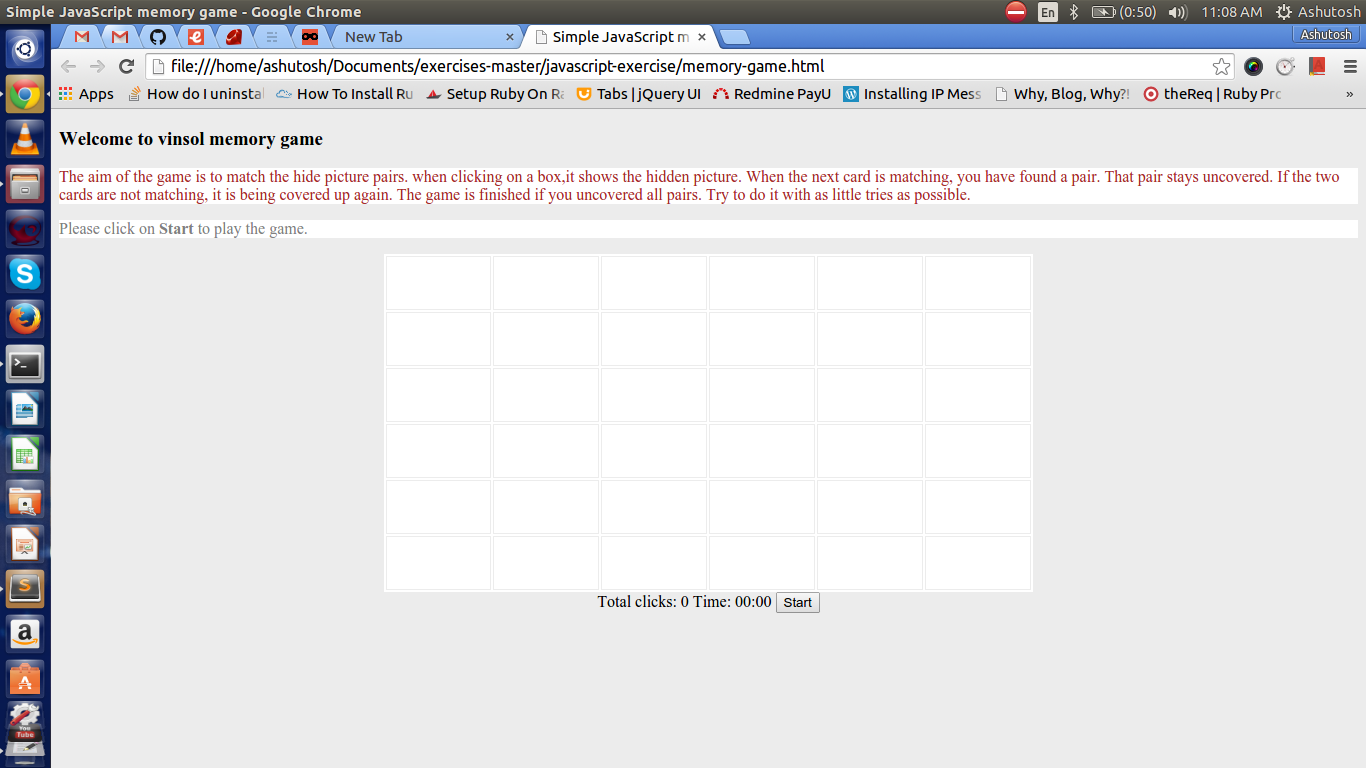 Simple JavaScript memory game - Google Chrome
En
(0:50)
11:08 AM
Ashutosh
New Tab
Simple JavaScript m
Ashutosh
file:///home/ashutosh/Documents/exercises-master/javascript-exercise/memory-game.html
Apps
How do I uninstal
How To Install Ru
Setup Ruby On Ra
Tabs | jQuery UI
Redmine PayU
Installing IP Mess
Why, Blog, Why?!
theReq | Ruby Pro
»
Welcome to vinsol memory game
The aim of the game is to match the hide picture pairs. when clicking on a box,it shows the hidden picture. When the next card is matching, you have found a pair. That pair stays uncovered. If the two
cards are not matching, it is being covered up again. The game is finished if you uncovered all pairs. Try to do it with as little tries as possible.
Please click on Start to play the game.
Total clicks: 0 Time: 00:00 Start
You
Tube